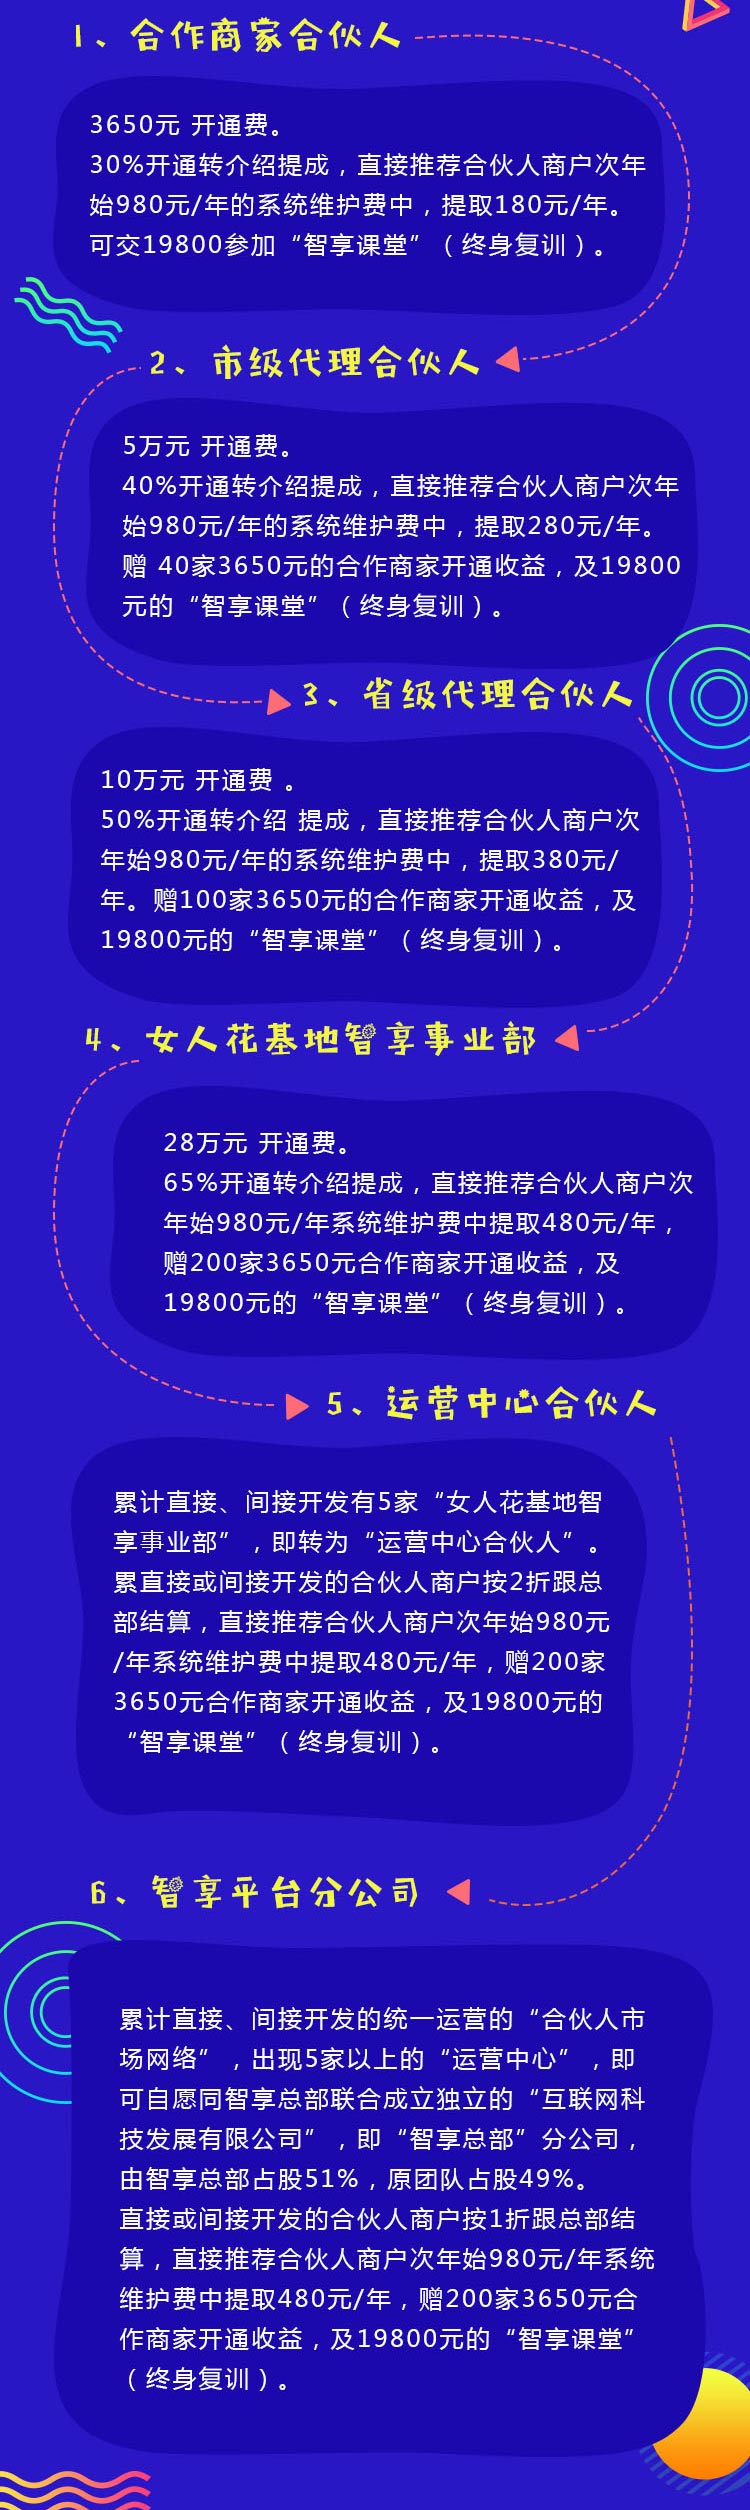 1、合作商家合伙人
3650元 开通费。
30%开通转介绍提成，直接推荐合伙人商户次年
始980元/年的系统维护费中，提取180元/年。
可交19800参加“智享课堂”（终身复训）。
2、市级代理合伙人
5万元 开通费。
40%开通转介绍提成，直接推荐合伙人商户次年
始980元/年的系统维护费中，提取280元/年。
赠 40家3650元的合作商家开通收益，及19800
元的“智享课堂”（终身复训）。
3、省级代理合伙人
10万元 开通费 。
50%开通转介绍 提成，直接推荐合伙人商户次
年始980元/年的系统维护费中，提取380元/
年。赠100家3650元的合作商家开通收益，及
19800元的“智享课堂”（终身复训）。
4、女人花基地智享事业部
28万元 开通费。
65%开通转介绍提成，直接推荐合伙人商户次
年始980元/年系统维护费中提取480元/年，
赠200家3650元合作商家开通收益，及
19800元的“智享课堂”（终身复训）。
5、运营中心合伙人
累计直接、间接开发有5家“女人花基地智
享事业部”，即转为“运营中心合伙人”。
累直接或间接开发的合伙人商户按2折跟总
部结算，直接推荐合伙人商户次年始980元
/年系统维护费中提取480元/年，赠200家
3650元合作商家开通收益，及19800元的
“智享课堂”（终身复训）。
6、智享平台分公司
累计直接、间接开发的统一运营的“合伙人市
场网络”，出现5家以上的“运营中心”，即
可自愿同智享总部联合成立独立的“互联网科
技发展有限公司”，即“智享总部”分公司，
由智享总部占股51%，原团队占股49%。
直接或间接开发的合伙人商户按1折跟总部结
算，直接推荐合伙人商户次年始980元/年系统
维护费中提取480元/年，赠200家3650元合
作商家开通收益，及19800元的“智享课堂”
（终身复训）。